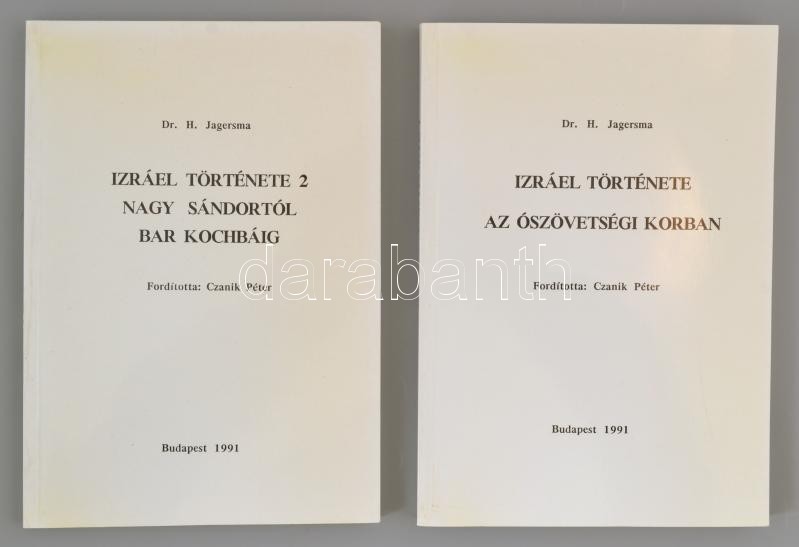 Dr. H. Jagersma
IZRÁEL TÖRTÉNETE 2
NAGY SÁNDORTÓL
BAR KOCHBÁIG
Fordította: Czanik Péter
Budapest 1991
Dr. H. Jagersma
IZRÁEL TÖRTÉNETE
AZ ÓSZÖVETSÉGI KORBAN
Fordította: Czanik Péter
Budapest 1991
darabanth